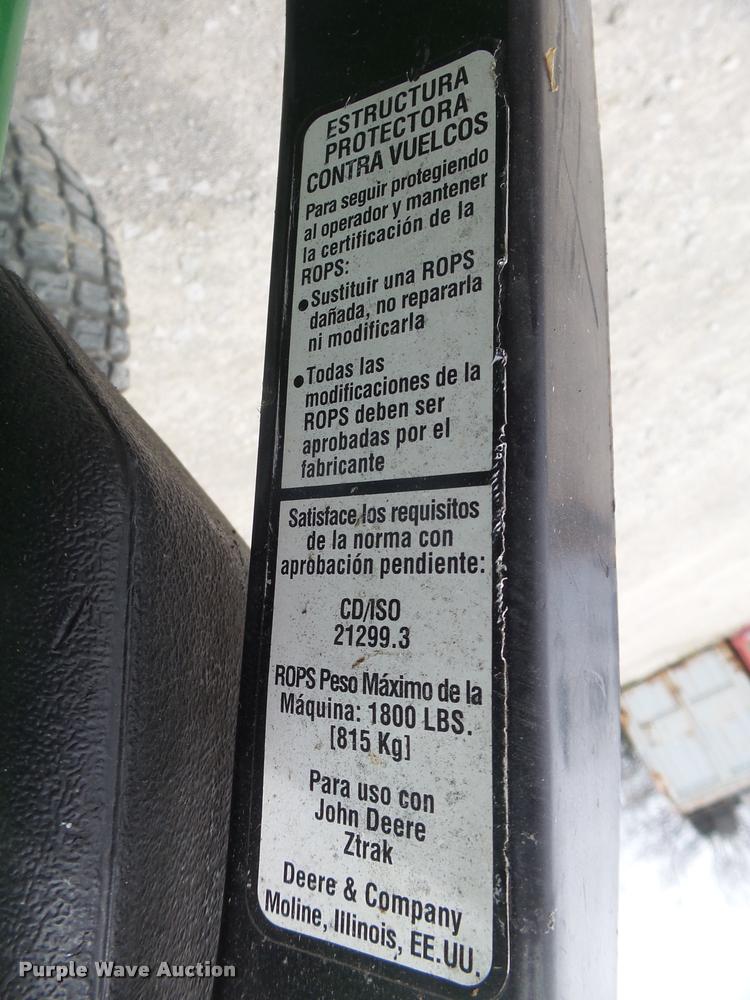 ESTRUCTURA
PROTECTORA
CONTRA VUELCOS
Para seguir protegiendo
al operador y mantener
la certificación de la
ROPS:
• Sustituir una ROPS
dañada, no repararla
ni modificarla
• Todas las
modificaciones de la
ROPS deben ser
aprobadas por el
fabricante
Satisface los requisitos
de la norma con
aprobación pendiente:
CD/ISO
21299.3
ROPS Peso Máximo de la
Máquina: 1800 LBS.
[815 Kg]
Para uso con
John Deere
Ztrak
Deere & Company
Moline, Illinois, EE.UU.
Purple Wave Auction